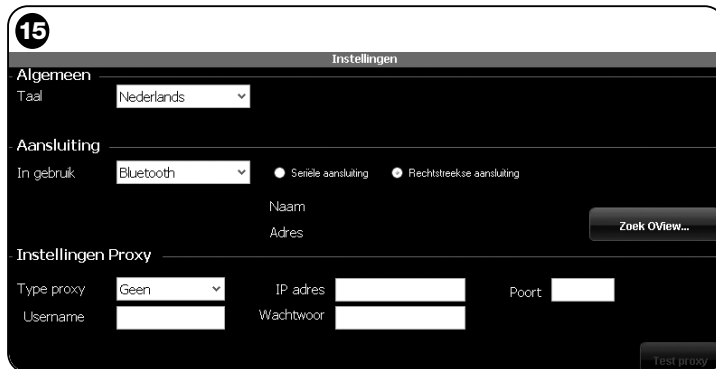 15
Instellingen
Algemeen
Taal Nederlands
Aansluiting
In gebruik Bluetooth Seriële aansluiting Rechtstreekse aansluiting
Naam
Adres
Zoek OView...
Instellingen Proxy
Type proxy Geen IP adres Poort
Username Wachtwoor
Test proxy